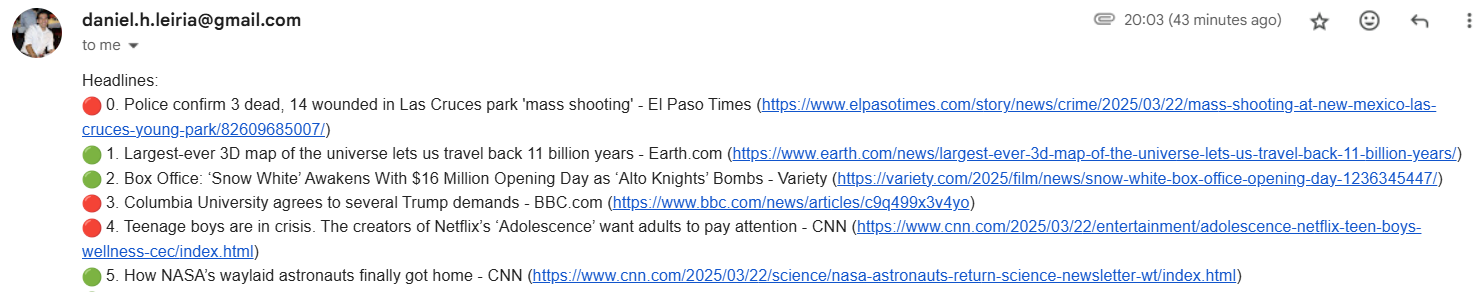 daniel.h.leiria@gmail.com
20:03 (43 minutes ago)
to me
Headlines:
0. Police confirm 3 dead, 14 wounded in Las Cruces park 'mass shooting' - El Paso Times (https://www.elpasotimes.com/story/news/crime/2025/03/22/mass-shooting-at-new-mexico-las-
cruces-young-park/82609685007/)
1. Largest-ever 3D map of the universe lets us travel back 11 billion years - Earth.com (https://www.earth.com/news/largest-ever-3d-map-of-the-universe-lets-us-travel-back-11-billion-years/)
2. Box Office: ‘Snow White’ Awakens With $16 Million Opening Day as ‘Alto Knights’ Bombs - Variety (https://variety.com/2025/film/news/snow-white-box-office-opening-day-1236345447/)
3. Columbia University agrees to several Trump demands - BBC.com (https://www.bbc.com/news/articles/c9q499x3v4yo)
4. Teenage boys are in crisis. The creators of Netflix’s ‘Adolescence’ want adults to pay attention - CNN (https://www.cnn.com/2025/03/22/entertainment/adolescence-netflix-teen-boys-
wellness-cec/index.html)
5. How NASA’s waylaid astronauts finally got home - CNN (https://www.cnn.com/2025/03/22/science/nasa-astronauts-return-science-newsletter-wt/index.html)